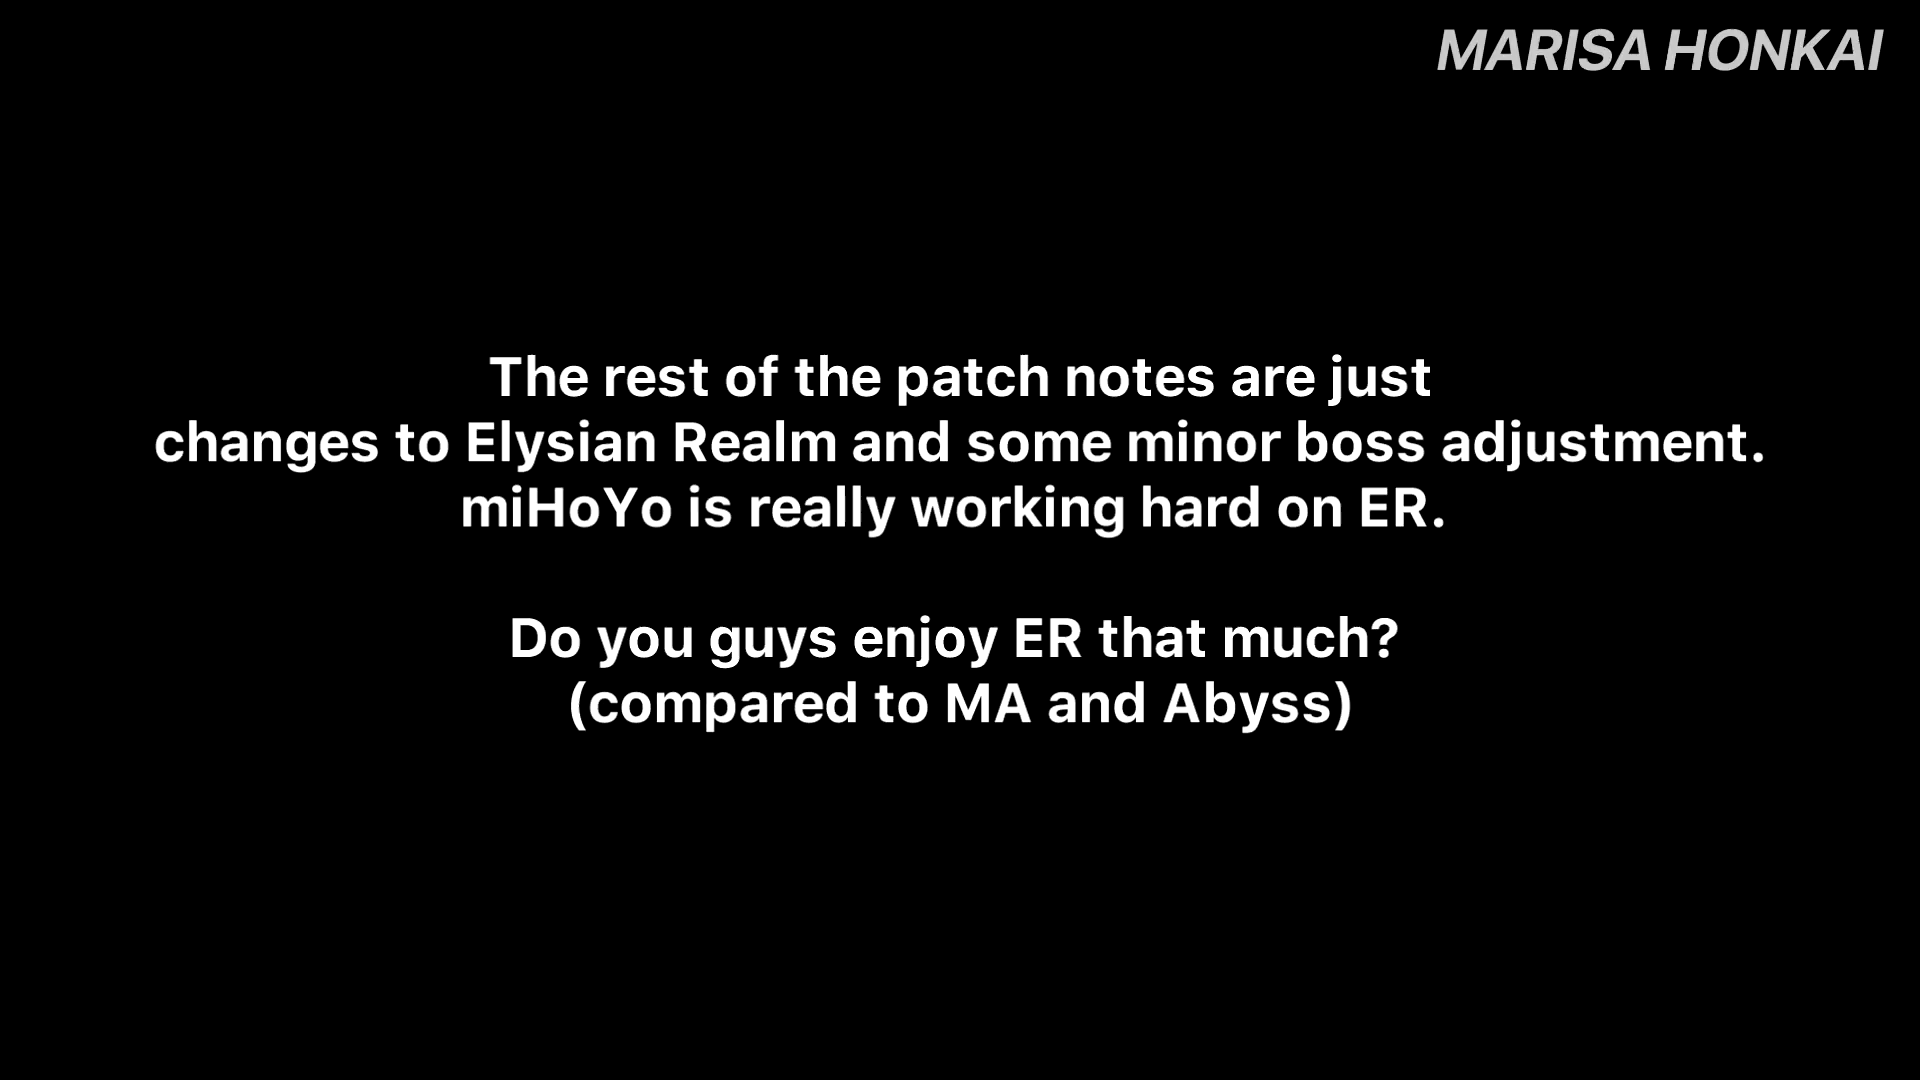 MARISA HONKAI
The rest of the patch notes are just
changes to Elysian Realm and some minor boss adjustment.
miHoYo is really working hard on ER.
Do you guys enjoy ER that much?
(compared to MA and Abyss)